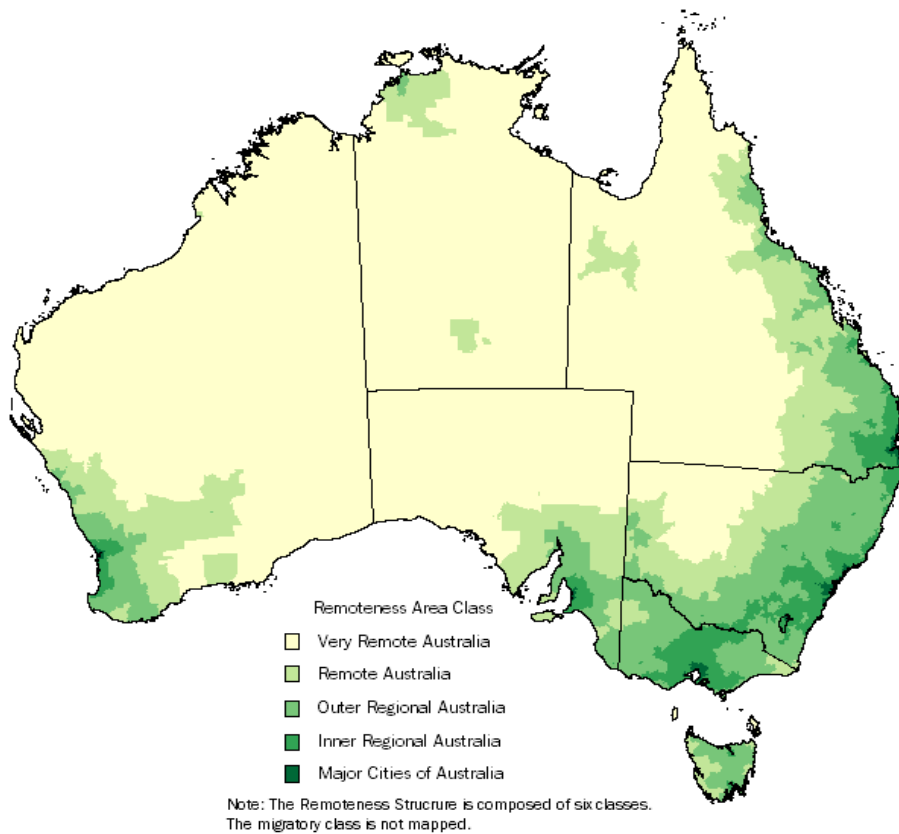 Remoteness Area Class
Very Remote Australia
Remote Australia
Outer Regional Australia
Inner Regional Australia
Major Cities of Australia
Note: The Remoteness Strucrure is composed of six classes.
The migratory class is not mapped.